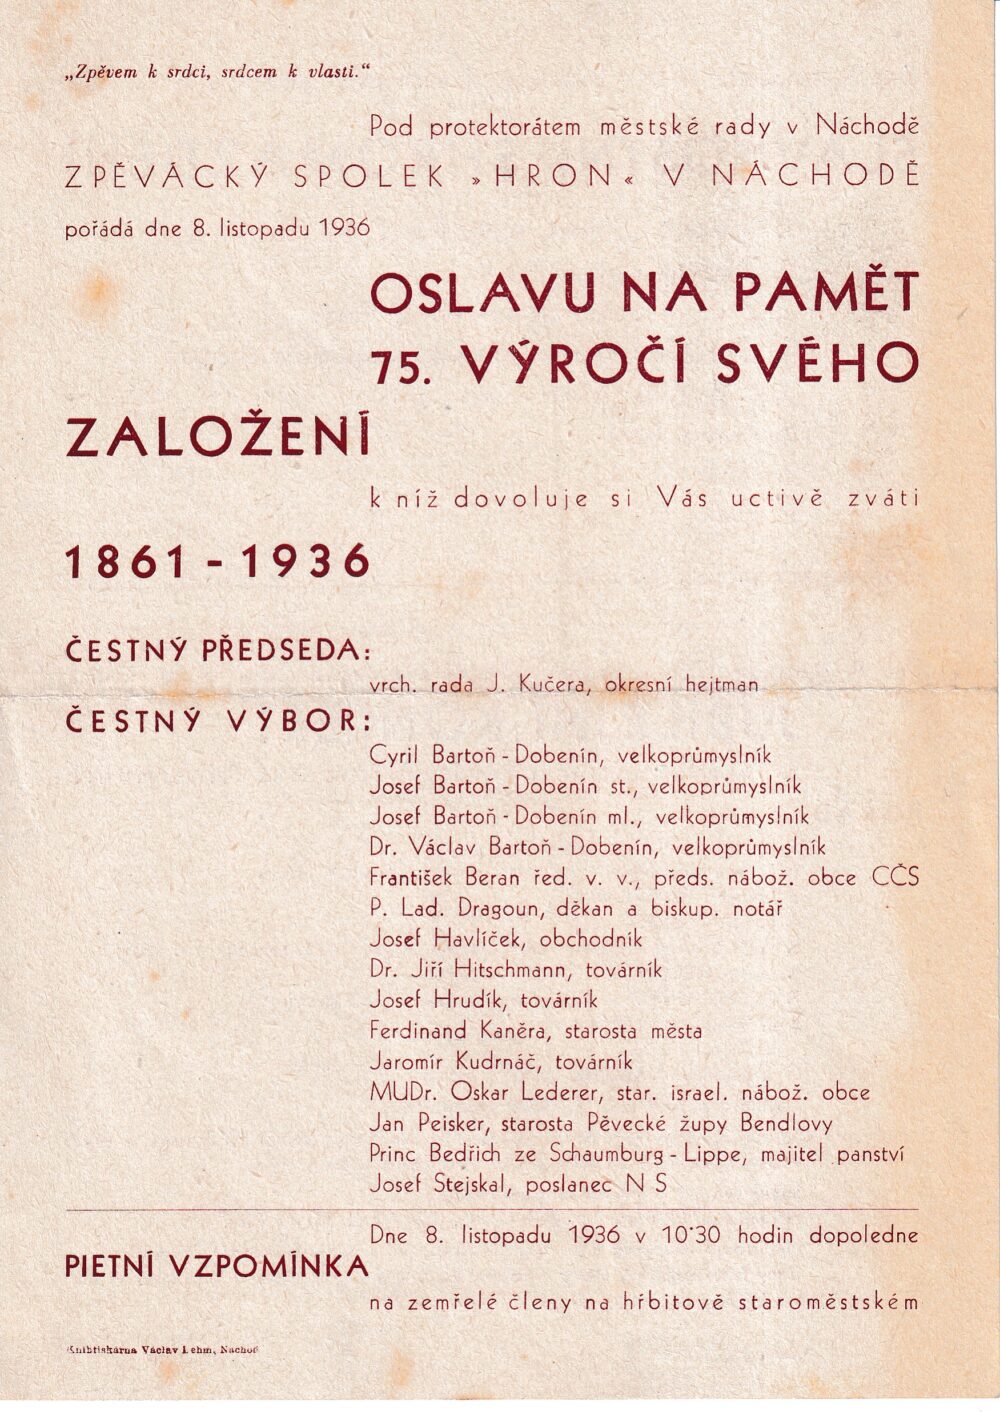 „Zpěvem k srdci, srdcem k vlasti.“
Pod protektorátem městské rady v Náchodě
ZPĚVÁCKÝ SPOLEK »HRON« V NÁCHODĚ
pořádá dne 8. listopadu 1936
OSLAVU NA PAMĚT
75. VÝROČÍ SVÉHO
ZALOŽENÍ
k níž dovoluje si Vás uctivě zváti
1861 - 1936
ČESTNÝ PŘEDSEDA:
vrch. rada J. Kučera, okresní hejtman
ČESTNÝ VÝBOR:
Cyril Bartoň - Dobenín, velkoprůmyslník
Josef Bartoň - Dobenín st., velkoprůmyslník
Josef Bartoň - Dobenín ml., velkoprůmyslník
Dr. Václav Bartoň - Dobenín, velkoprůmyslník
František Beran řed. v. v., předs. nábož. obce CČS
P. Lad. Dragoun, děkan a biskup. notář
Josef Havlíček, obchodník
Dr. Jiří Hitschmann, továrník
Josef Hrudík, továrník
Ferdinand Kaněra, starosta města
Jaromír Kudrnáč, továrník
MUDr. Oskar Lederer, star. israel. nábož. obce
Jan Peisker, starosta Pěvecké župy Bendlovy
Princ Bedřich ze Schaumburg - Lippe, majitel panství
Josef Stejskal, poslanec N S
Dne 8. listopadu 1936 v 10·30 hodin dopoledne
PIETNÍ VZPOMÍNKA
na zemřelé členy na hřbitově staroměstském
Knihtiskárna Václav Lehm, Náchod